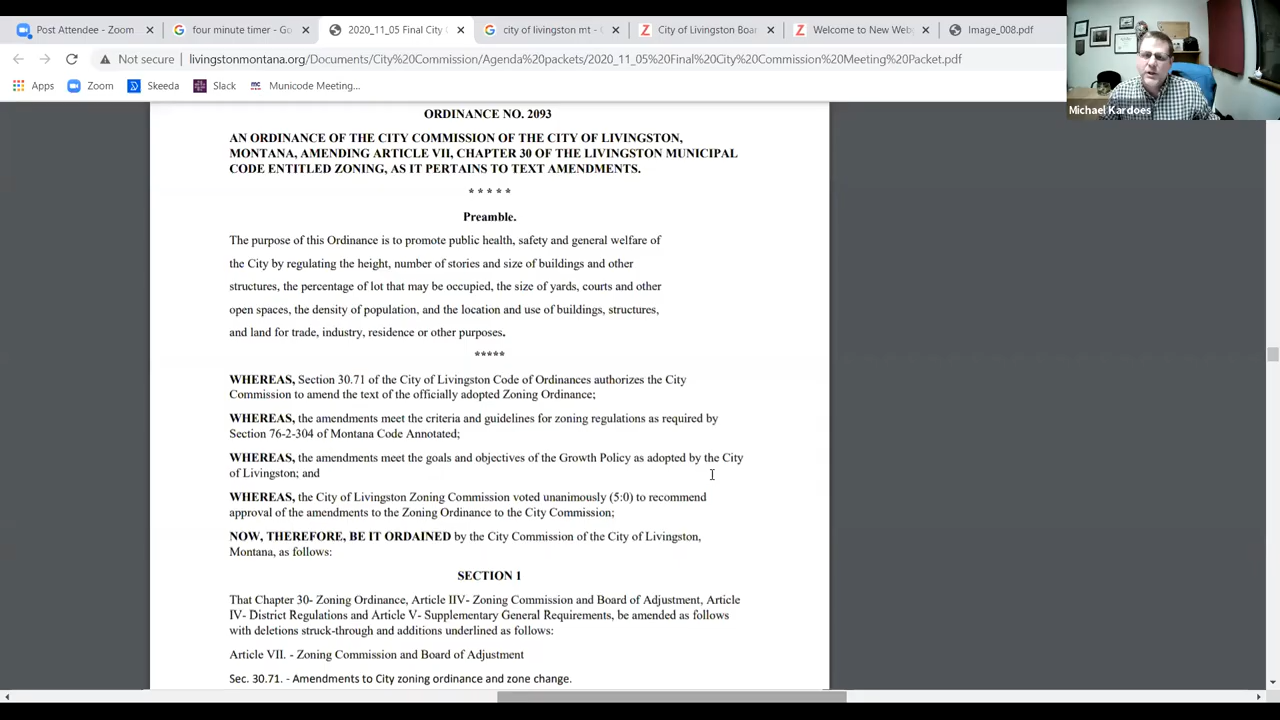 Post Attendee - Zoom
four minute timer - Go
2020_11_05 Final City
city of livingston mt -
City of Livingston Boa
Welcome to New Web
Image_008.pdf
Not secure
livingstonmontana.org/Documents/City%20Commission/Agenda%20packets/2020_11_05%20Final%20City%20Commission%20Meeting%20Packet.pdf
Apps
Zoom
Skeeda
Slack
Municode Meeting...
Michael Kardoes
ORDINANCE NO. 2093
AN ORDINANCE OF THE CITY COMMISSION OF THE CITY OF LIVINGSTON,
MONTANA, AMENDING ARTICLE VII, CHAPTER 30 OF THE LIVINGSTON MUNICIPAL
CODE ENTITLED ZONING, AS IT PERTAINS TO TEXT AMENDMENTS.
* * * * *
Preamble.
The purpose of this Ordinance is to promote public health, safety and general welfare of
the City by regulating the height, number of stories and size of buildings and other
structures, the percentage of lot that may be occupied, the size of yards, courts and other
open spaces, the density of population, and the location and use of buildings, structures,
and land for trade, industry, residence or other purposes.
*****
WHEREAS, Section 30.71 of the City of Livingston Code of Ordinances authorizes the City
Commission to amend the text of the officially adopted Zoning Ordinance;
WHEREAS, the amendments meet the criteria and guidelines for zoning regulations as required by
Section 76-2-304 of Montana Code Annotated;
WHEREAS, the amendments meet the goals and objectives of the Growth Policy as adopted by the City
of Livingston; and
WHEREAS, the City of Livingston Zoning Commission voted unanimously (5:0) to recommend
approval of the amendments to the Zoning Ordinance to the City Commission;
NOW, THEREFORE, BE IT ORDAINED by the City Commission of the City of Livingston,
Montana, as follows:
SECTION 1
That Chapter 30- Zoning Ordinance, Article IIV- Zoning Commission and Board of Adjustment, Article
IV- District Regulations and Article V- Supplementary General Requirements, be amended as follows
with deletions struck-through and additions underlined as follows:
Article VII. - Zoning Commission and Board of Adjustment
Sec. 30.71. - Amendments to City zoning ordinance and zone change.